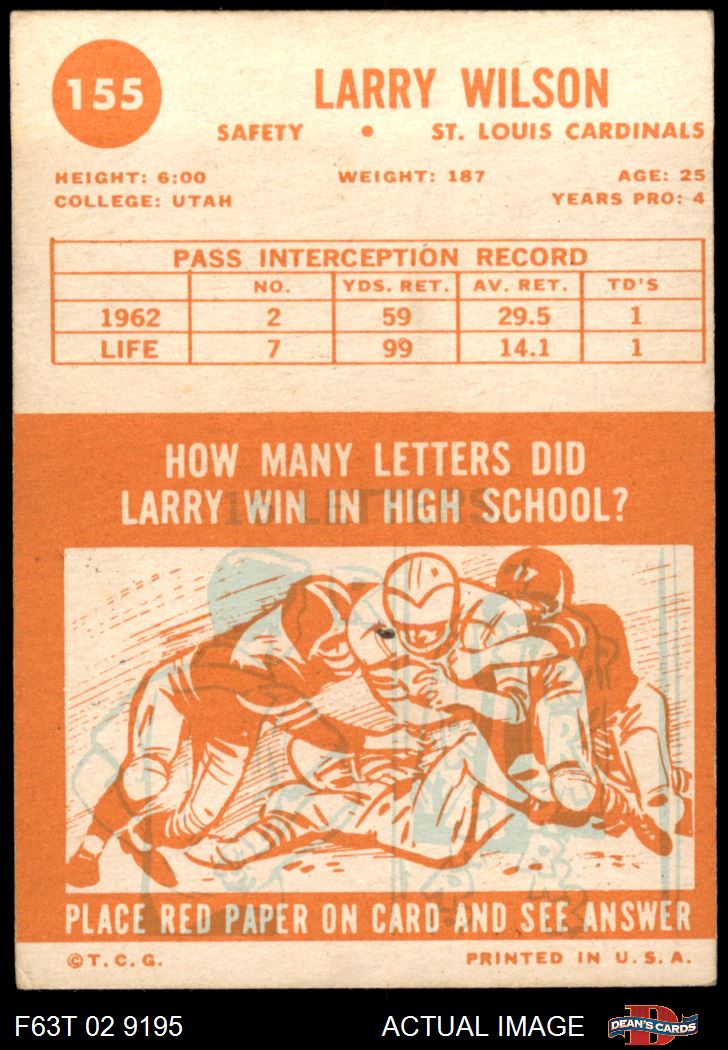 155
LARRY WILSON
SAFETY • ST. LOUIS CARDINALS
HEIGHT: 6:00 WEIGHT: 187 AGE: 25
COLLEGE: UTAH YEARS PRO: 4
PASS INTERCEPTION RECORD
NO. YDS. RET. AV. RET. TD'S
1962 2 59 29.5 1
LIFE 7 99 14.1 1
HOW MANY LETTERS DID
LARRY WIN IN HIGH SCHOOL?
LETTERS
PLACE RED PAPER ON CARD AND SEE ANSWER
©T.C.G. PRINTED IN U.S.A.
F63T 02 9195 ACTUAL IMAGE
D
DEAN'S CARDS